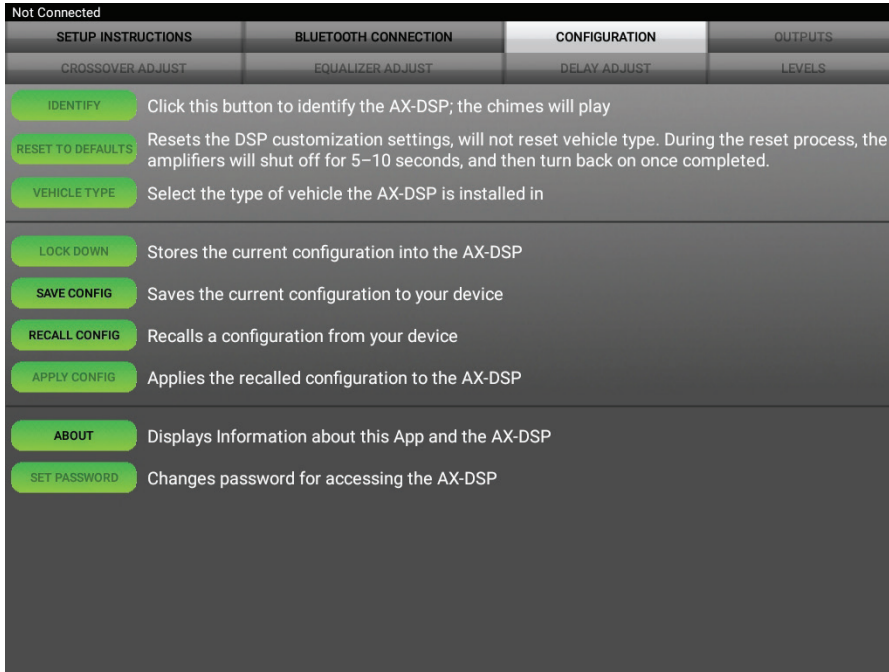 Not Connected
SETUP INSTRUCTIONS BLUETOOTH CONNECTION CONFIGURATION OUTPUTS
CROSSOVER ADJUST EQUALIZER ADJUST DELAY ADJUST LEVELS
IDENTIFY Click this button to identify the AX-DSP; the chimes will play
RESET TO DEFAULTS Resets the DSP customization settings, will not reset vehicle type. During the reset process, the
amplifiers will shut off for 5–10 seconds, and then turn back on once completed.
VEHICLE TYPE Select the type of vehicle the AX-DSP is installed in
LOCK DOWN Stores the current configuration into the AX-DSP
SAVE CONFIG Saves the current configuration to your device
RECALL CONFIG Recalls a configuration from your device
APPLY CONFIG Applies the recalled configuration to the AX-DSP
ABOUT Displays Information about this App and the AX-DSP
SET PASSWORD Changes password for accessing the AX-DSP